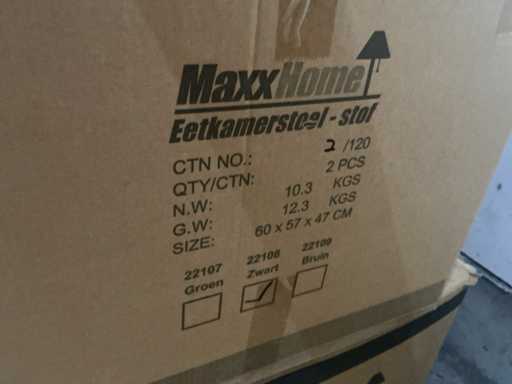 MaxxHome
Eetkamerstoel - stof
CTN NO.: 2 /120
QTY/CTN: 2 PCS
N.W: 10.3 KGS
G.W: 12.3 KGS
SIZE: 60 x 57 x 47 CM
22107 22108 22109
Groen Zwart Bruin